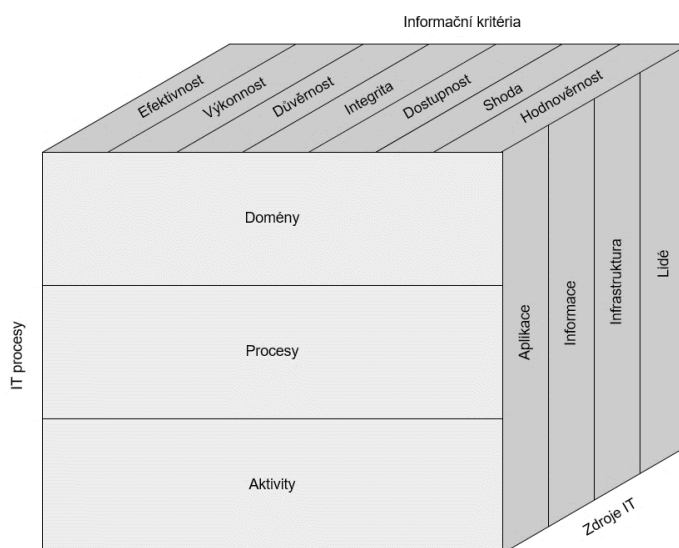 Informační kritéria
Efektivnost
Výkonnost
Důvěrnost
Integrita
Dostupnost
Shoda
Hodnověrnost
IT procesy
Domény
Procesy
Aktivity
Aplikace
Informace
Infrastruktura
Lidé
Zdroje IT